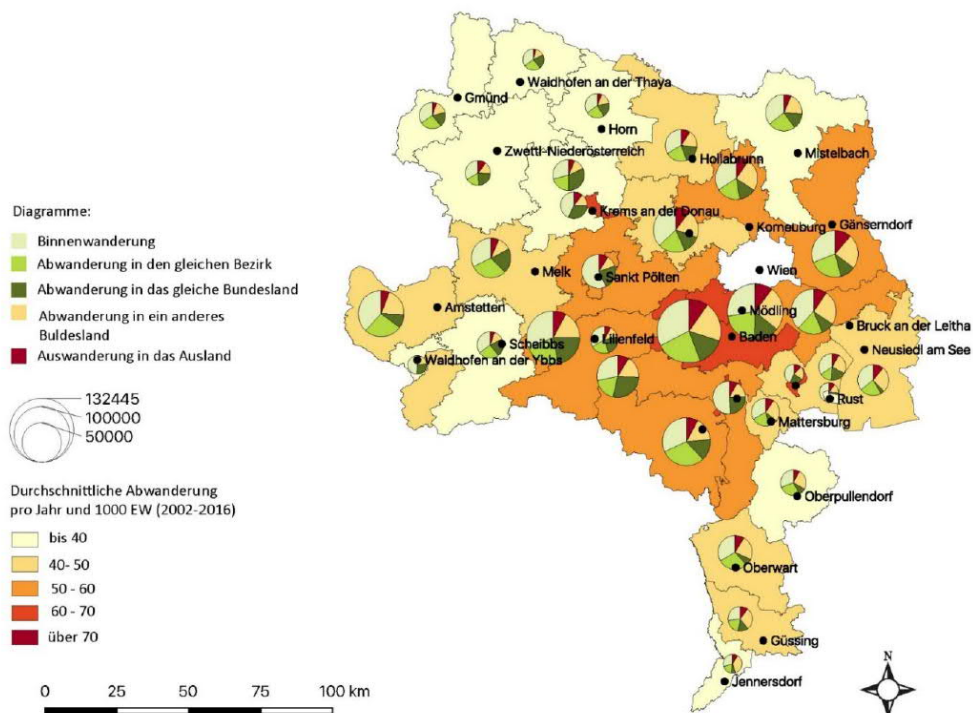 Waidhofen an der Thaya
Gmünd
Horn
Zwettl-Niederösterreich
Hollabrunn
Mistelbach
Krems an der Donau
Korneuburg
Gänserndorf
Wien
Melk
Sankt Pölten
Mödling
Amstetten
Baden
Bruck an der Leitha
Scheibbs
Lilienfeld
Neusiedl am See
Waidhofen an der Ybbs
Rust
Mattersburg
Oberpullendorf
Oberwart
Güssing
Jennersdorf
Diagramme:
Binnenwanderung
Abwanderung in den gleichen Bezirk
Abwanderung in das gleiche Bundesland
Abwanderung in ein anderes
Buldesland
Auswanderung in das Ausland
132445
100000
50000
Durchschnittliche Abwanderung
pro Jahr und 1000 EW (2002-2016)
bis 40
40- 50
50 - 60
60 - 70
über 70
0 25 50 75 100 km
N